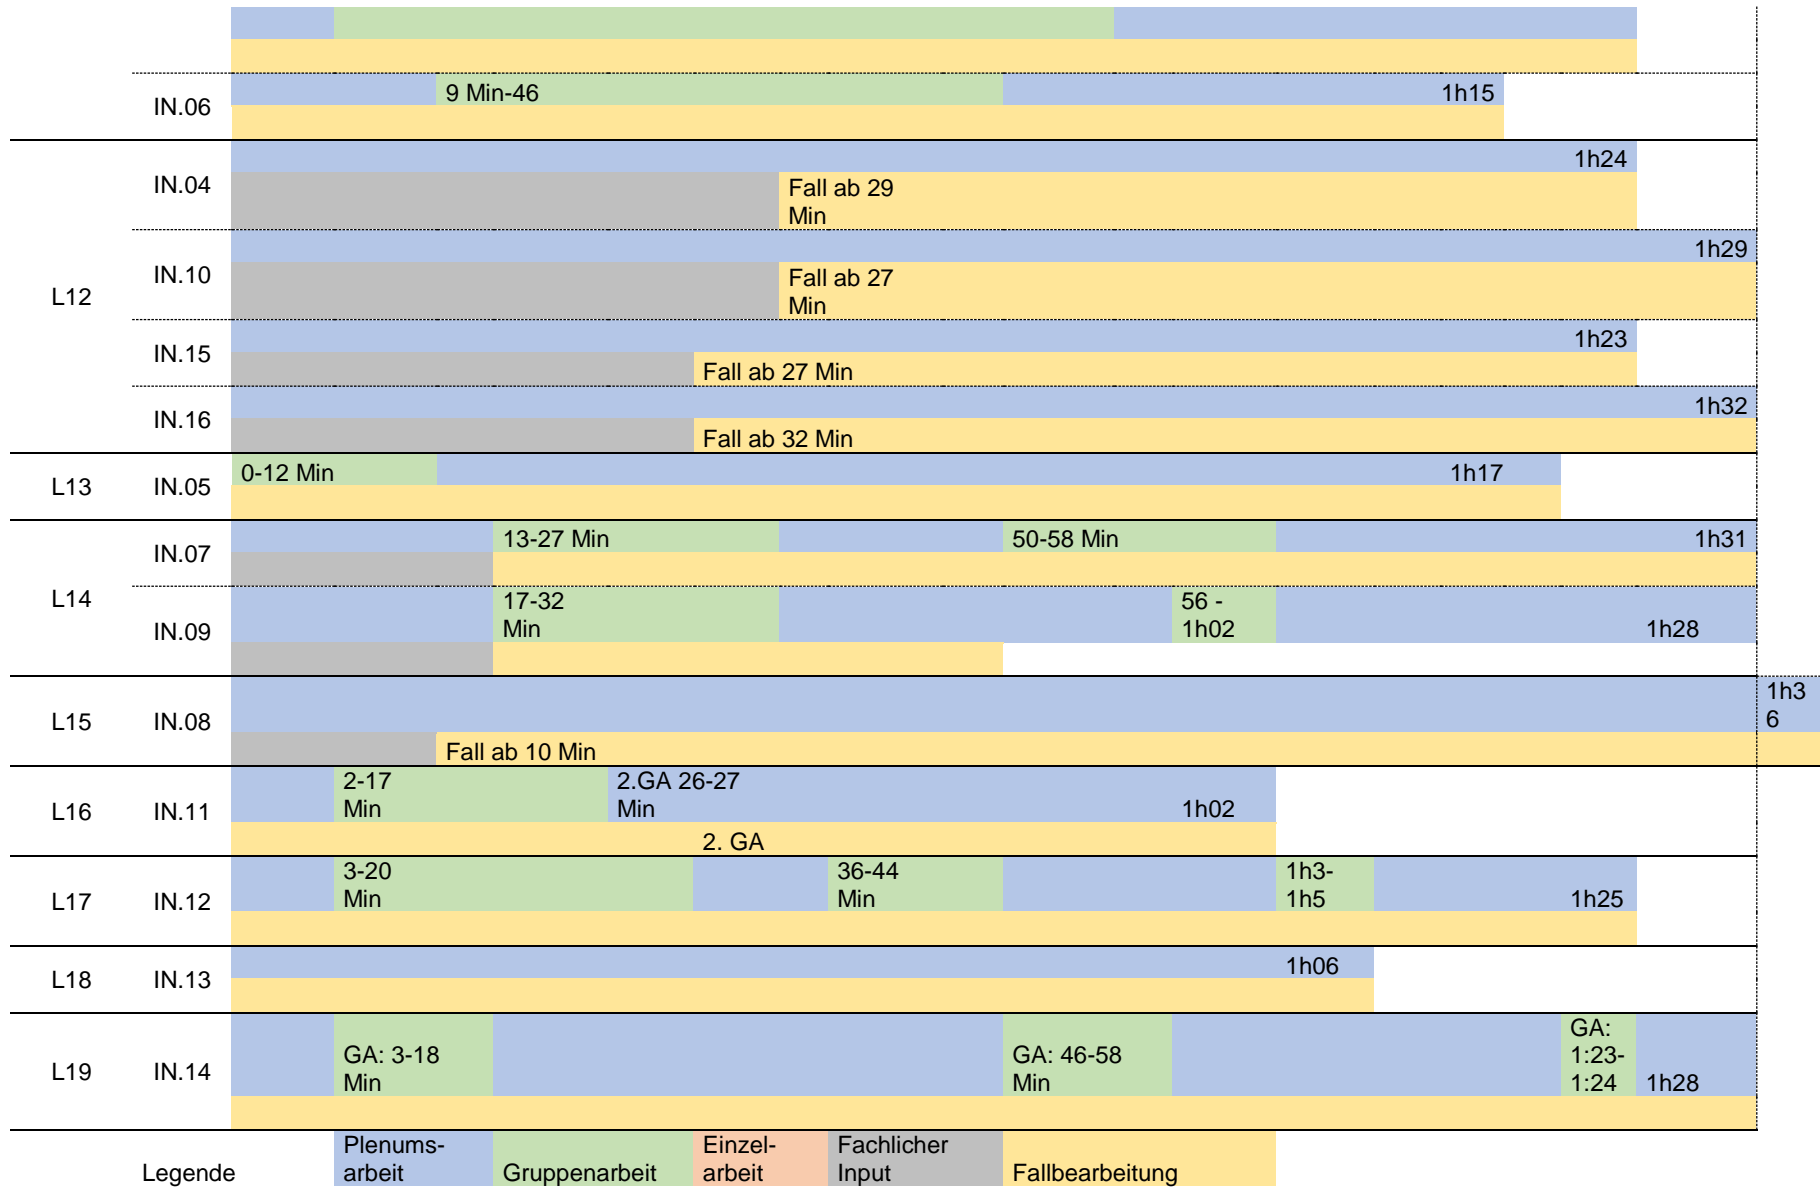 9 Min-46
1h15
IN.06
1h24
IN.04
Fall ab 29
Min
1h29
IN.10
Fall ab 27
Min
L12
1h23
IN.15
Fall ab 27 Min
1h32
IN.16
Fall ab 32 Min
0-12 Min
1h17
L13
IN.05
13-27 Min
50-58 Min
1h31
IN.07
L14
17-32
Min
56 -
1h02
1h28
IN.09
1h3
6
L15
IN.08
Fall ab 10 Min
2-17
Min
2.GA 26-27
Min
1h02
L16
IN.11
2. GA
3-20
Min
36-44
Min
1h3-
1h5
1h25
L17
IN.12
1h06
L18
IN.13
GA: 3-18
Min
GA: 46-58
Min
GA:
1:23-
1:24
1h28
L19
IN.14
Legende
Plenums-
arbeit
Gruppenarbeit
Einzel-
arbeit
Fachlicher
Input
Fallbearbeitung